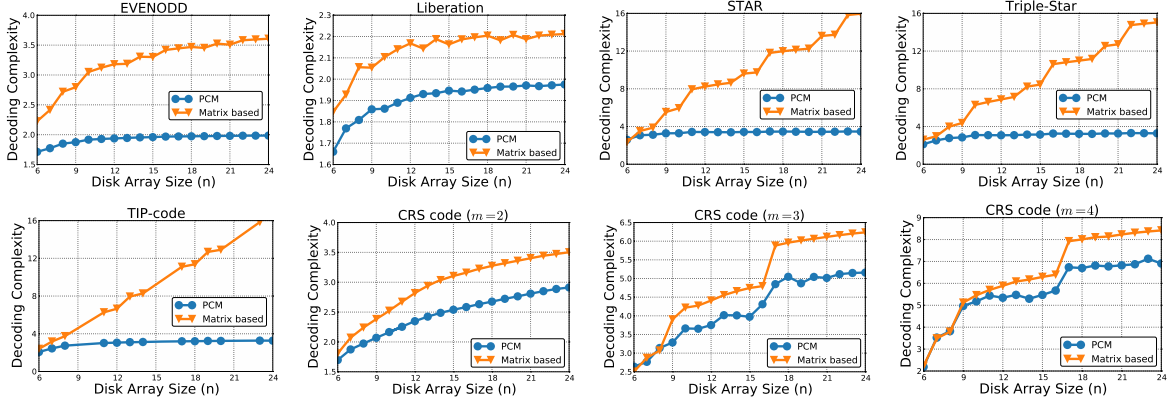 EVENODD
Decoding Complexity
4.0
3.5
3.0
2.5
2.0
1.5
6 9 12 15 18 21 24
Disk Array Size (n)
PCM
Matrix based
Liberation
Decoding Complexity
2.3
2.2
2.1
2.0
1.9
1.8
1.7
1.6
6 9 12 15 18 21 24
Disk Array Size (n)
PCM
Matrix based
STAR
Decoding Complexity
16
12
8
4
0
6 9 12 15 18 21 24
Disk Array Size (n)
PCM
Matrix based
Triple-Star
Decoding Complexity
16
12
8
4
0
6 9 12 15 18 21 24
Disk Array Size (n)
PCM
Matrix based
TIP-code
Decoding Complexity
16
12
8
4
0
6 9 12 15 18 21 24
Disk Array Size (n)
PCM
Matrix based
CRS code (m=2)
Decoding Complexity
4.0
3.5
3.0
2.5
2.0
1.5
6 9 12 15 18 21 24
Disk Array Size (n)
PCM
Matrix based
CRS code (m=3)
Decoding Complexity
6.5
6.0
5.5
5.0
4.5
4.0
3.5
3.0
2.5
6 9 12 15 18 21 24
Disk Array Size (n)
PCM
Matrix based
CRS code (m=4)
Decoding Complexity
9
8
7
6
5
4
3
2
6 9 12 15 18 21 24
Disk Array Size (n)
PCM
Matrix based